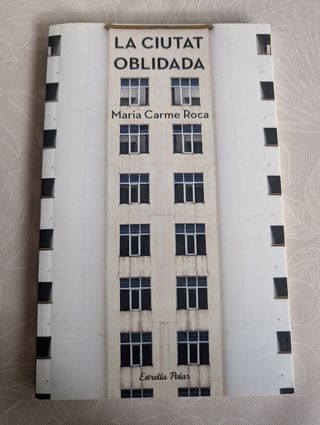 LA CIUTAT
OBLIDADA
Maria Carme Roca
Estrella Polar